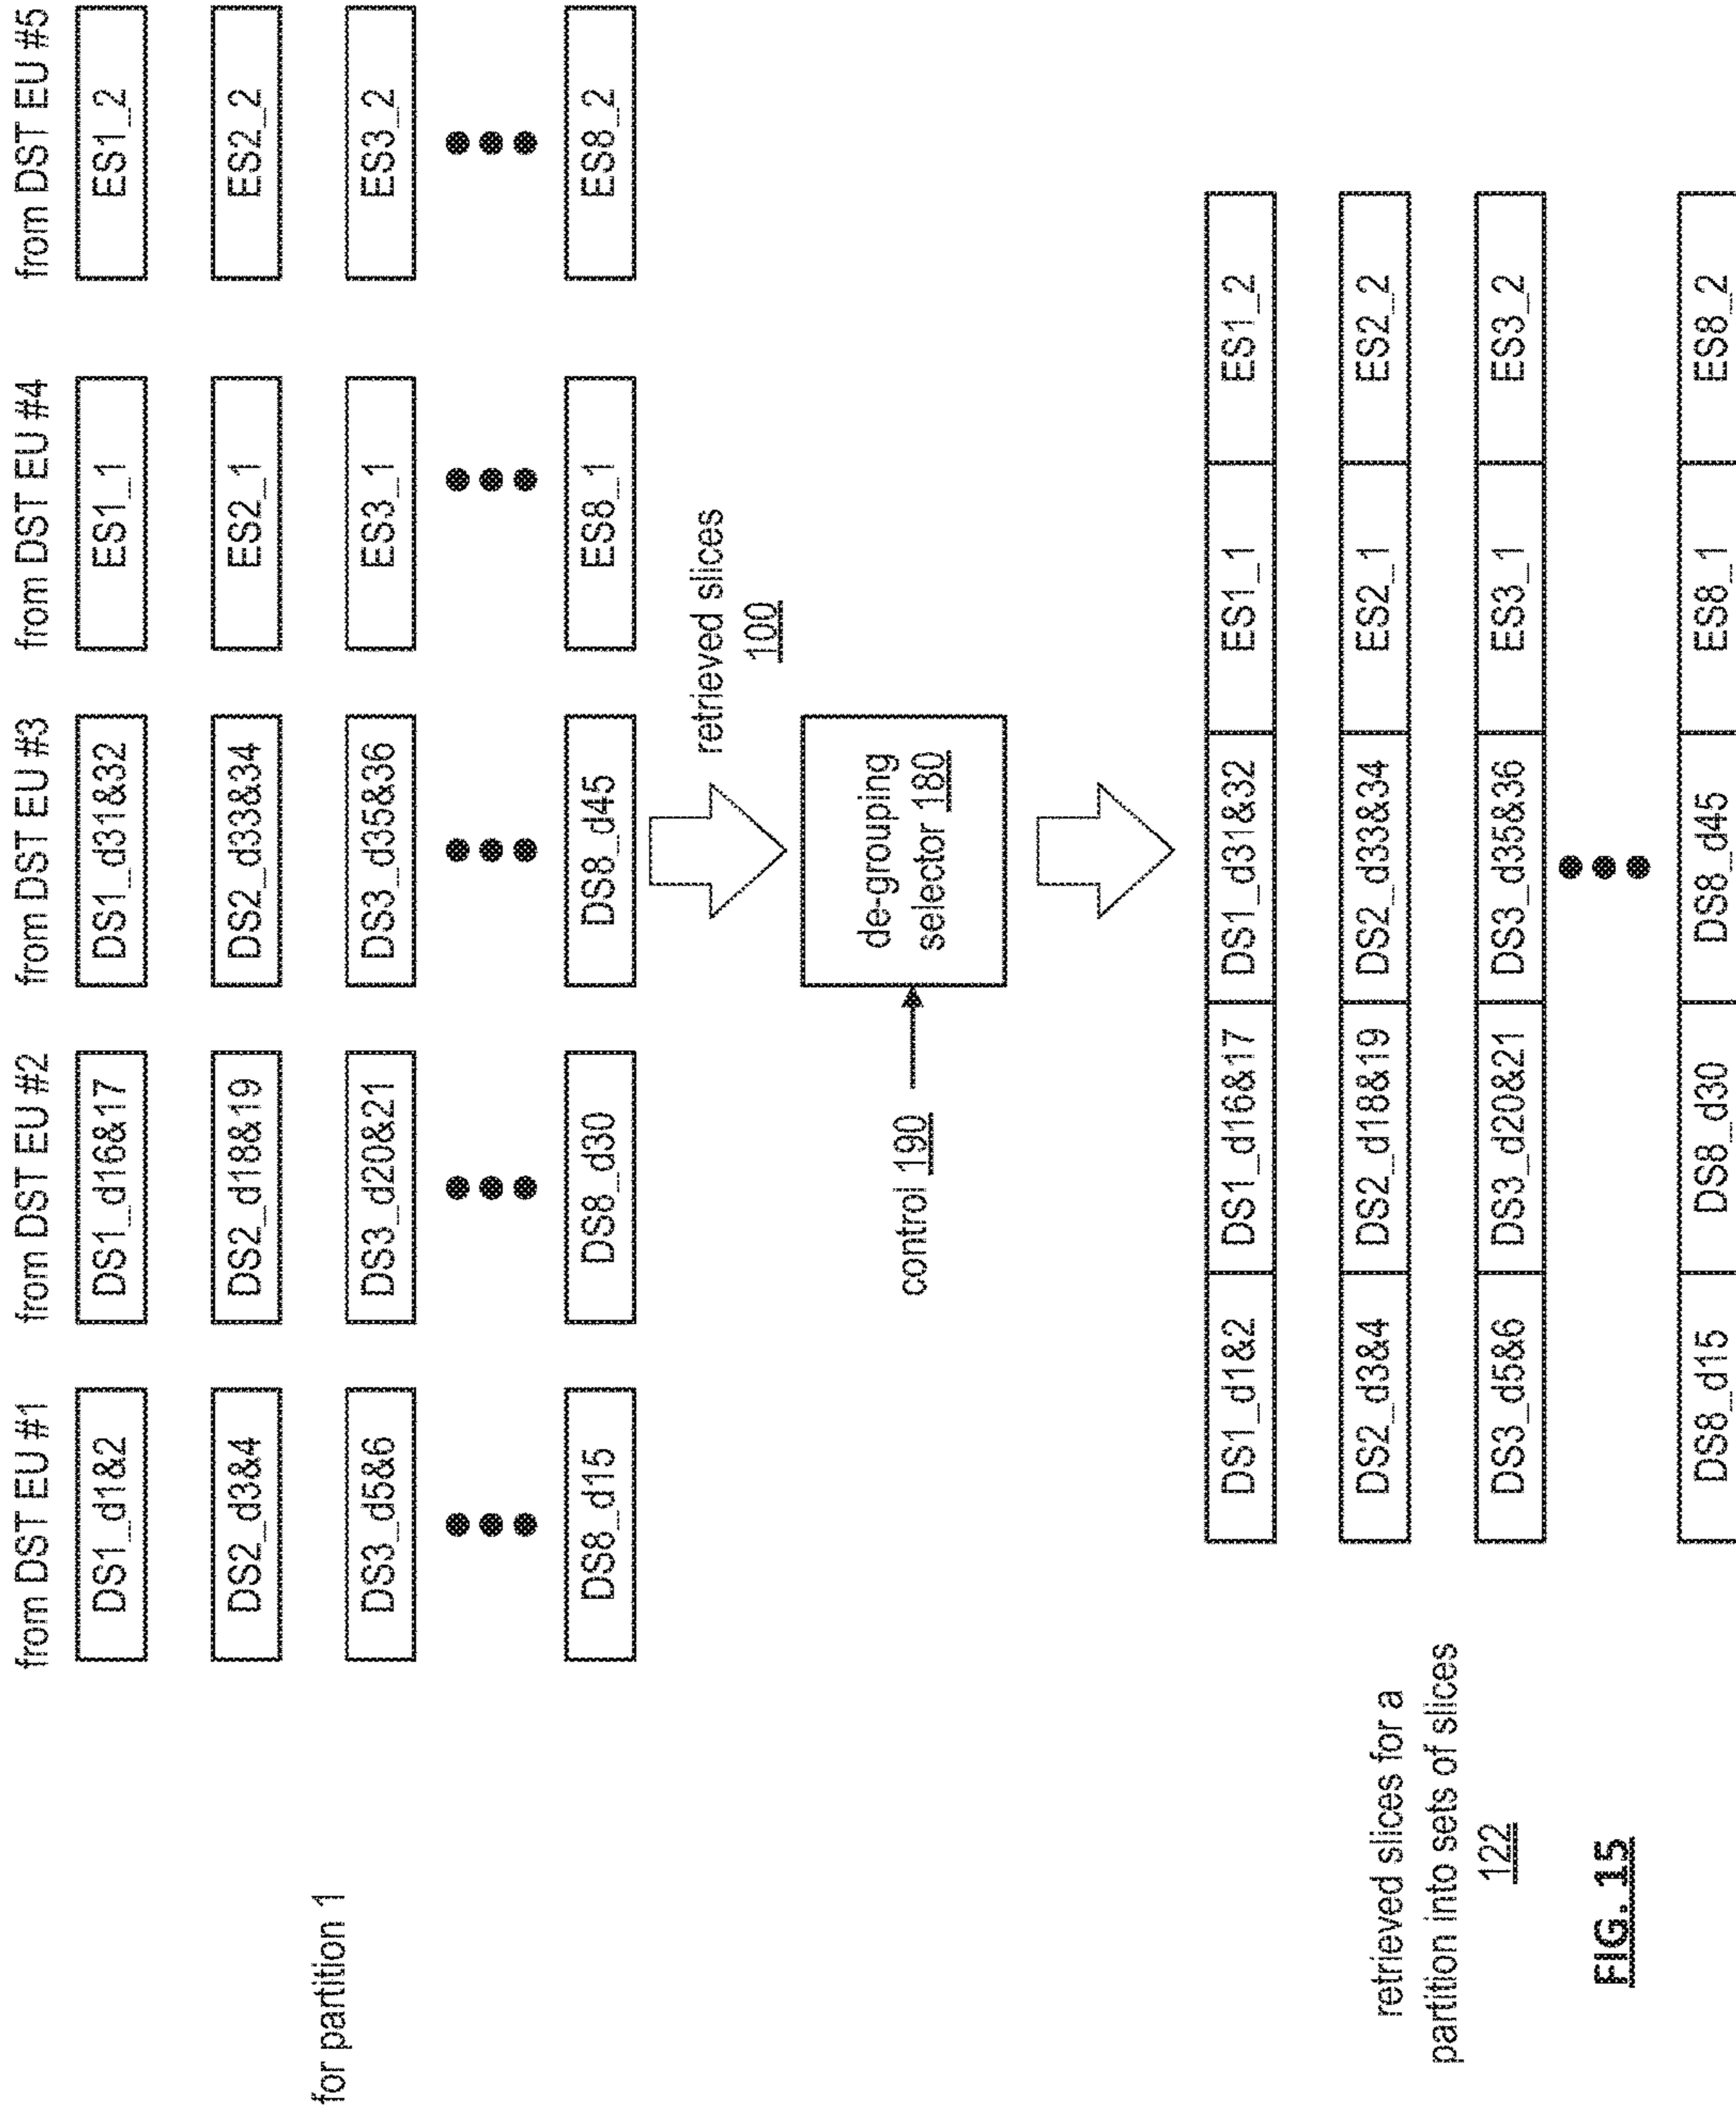 from DST EU #1
from DST EU #2
from DST EU #3
from DST EU #4
from DST EU #5
for partition 1
DS1_d1&2
DS1_d16&17
DS1_d31&32
ES1_1
ES1_2
DS2_d3&4
DS2_d18&19
DS2_d33&34
ES2_1
ES2_2
DS3_d5&6
DS3_d20&21
DS3_d35&36
ES3_1
ES3_2
DS8_d15
DS8_d30
DS8_d45
ES8_1
ES8_2
retrieved slices
100
control 190
de-grouping
selector 180
retrieved slices for a
partition into sets of slices
122
DS1_d1&2
DS1_d16&17
DS1_d31&32
ES1_1
ES1_2
DS2_d3&4
DS2_d18&19
DS2_d33&34
ES2_1
ES2_2
DS3_d5&6
DS3_d20&21
DS3_d35&36
ES3_1
ES3_2
DS8_d15
DS8_d30
DS8_d45
ES8_1
ES8_2
FIG. 15